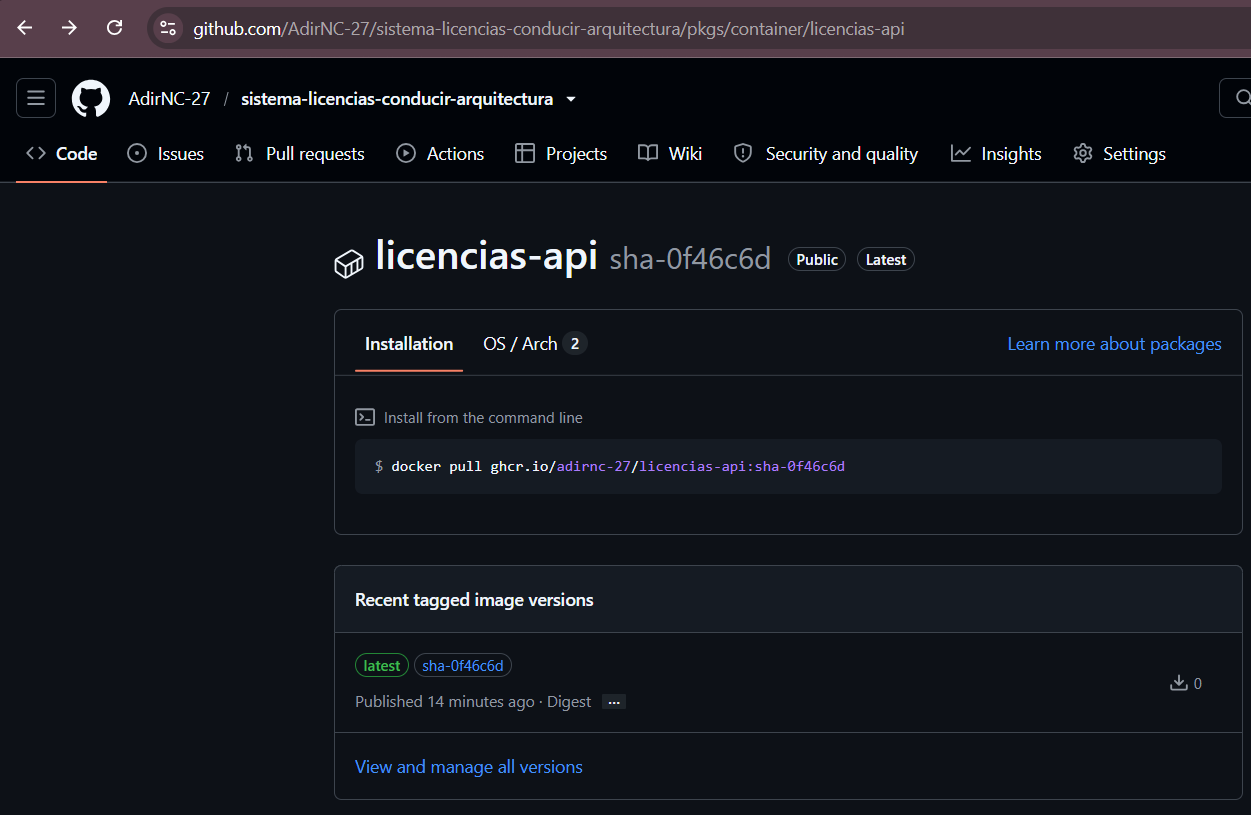 github.com/AdirNC-27/sistema-licencias-conducir-arquitectura/pkgs/container/licencias-api
AdirNC-27 / sistema-licencias-conducir-arquitectura
Code Issues Pull requests Actions Projects Wiki Security and quality Insights Settings
licencias-api sha-0f46c6d Public Latest
Installation OS / Arch 2 Learn more about packages
Install from the command line
$ docker pull ghcr.io/adirnc-27/licencias-api:sha-0f46c6d
Recent tagged image versions
latest sha-0f46c6d
Published 14 minutes ago · Digest ...
0
View and manage all versions